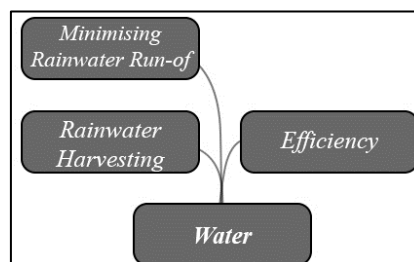 Minimising
Rainwater Run-of
Rainwater
Harvesting
Efficiency
Water